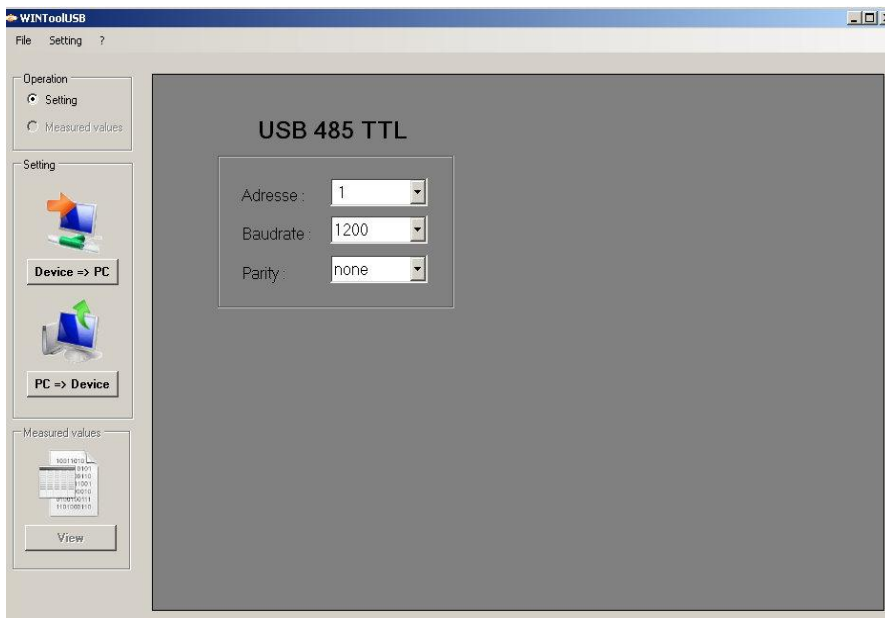 WINToolUSB
File Setting ?
Operation
Setting
Measured values
Setting
Device => PC
PC => Device
Measured values
View
USB 485 TTL
Adresse : 1
Baudrate : 1200
Parity : none